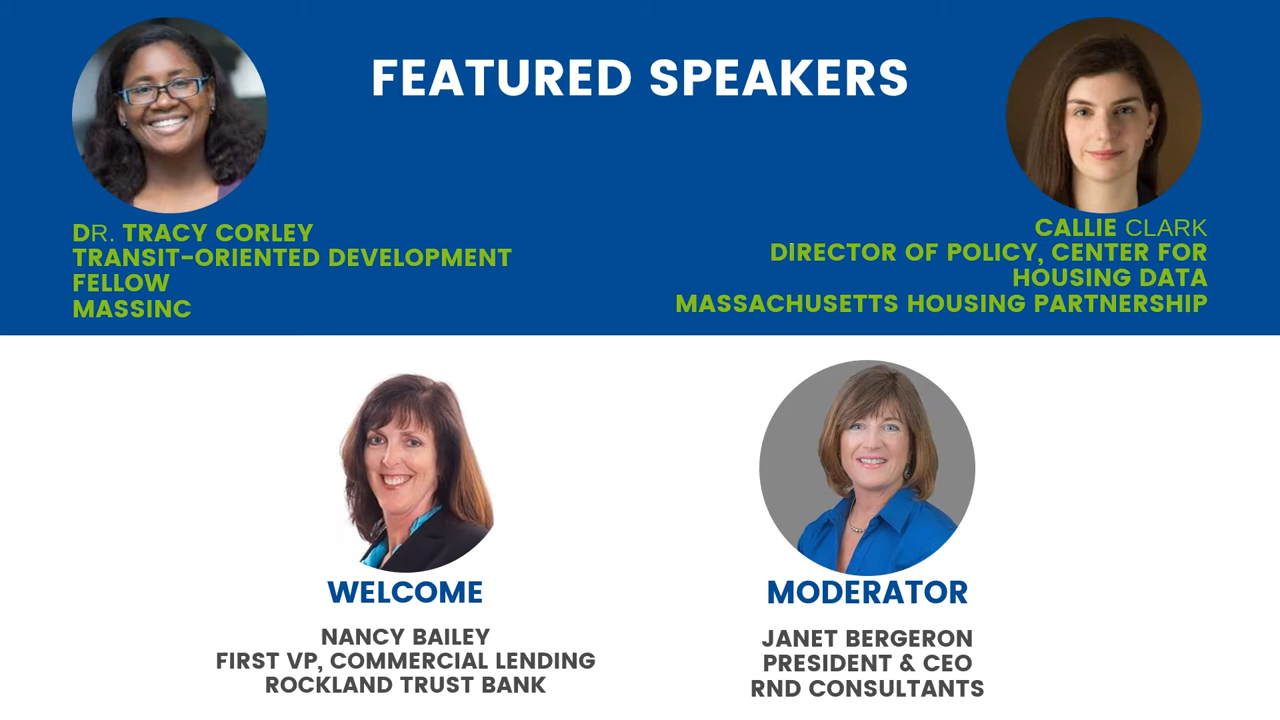 FEATURED SPEAKERS
DR. TRACY CORLEY
TRANSIT-ORIENTED DEVELOPMENT
FELLOW
MASSINC
CALLIE CLARK
DIRECTOR OF POLICY, CENTER FOR
HOUSING DATA
MASSACHUSETTS HOUSING PARTNERSHIP
WELCOME
NANCY BAILEY
FIRST VP, COMMERCIAL LENDING
ROCKLAND TRUST BANK
MODERATOR
JANET BERGERON
PRESIDENT & CEO
RND CONSULTANTS